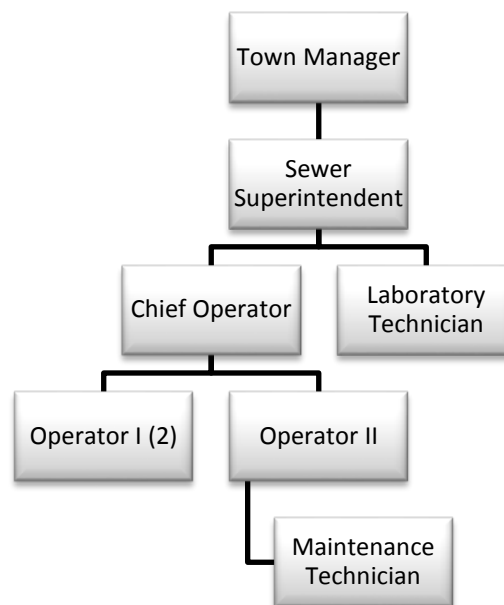 Town Manager
Sewer
Superintendent
Chief Operator
Laboratory
Technician
Operator I (2)
Operator II
Maintenance
Technician